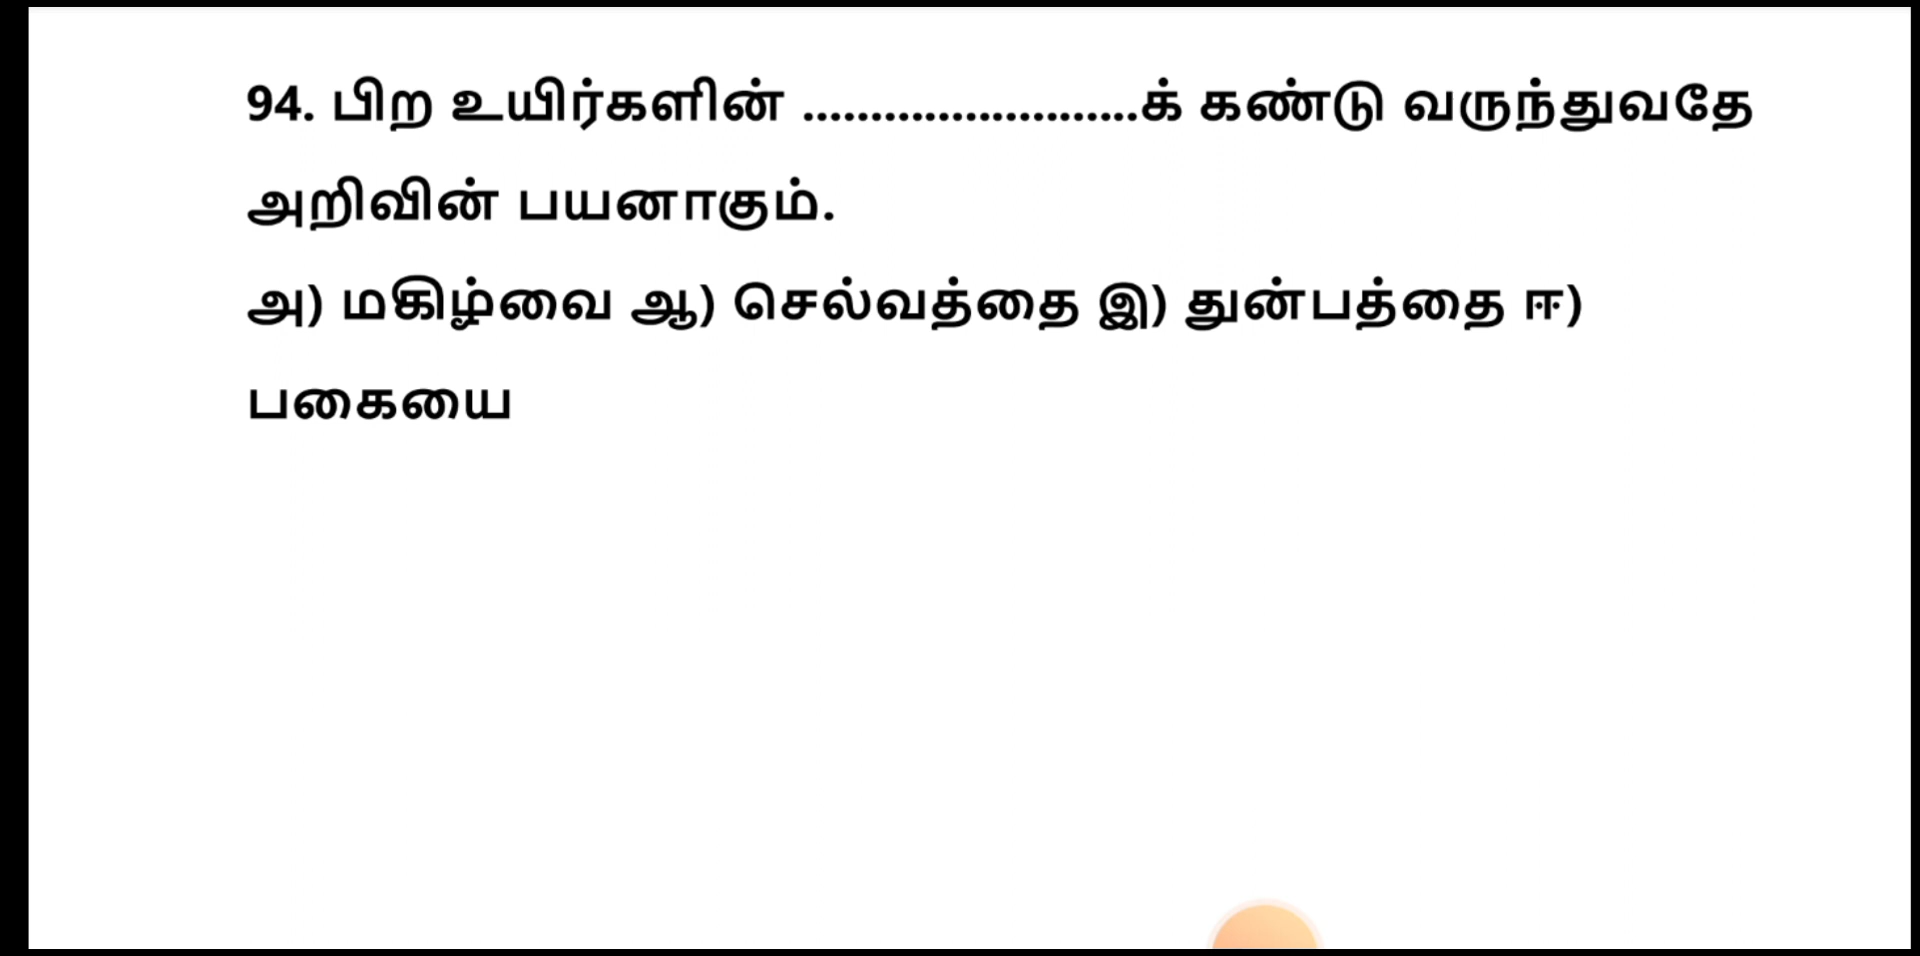 94. பிற உயிர்களின் .........................க் கண்டு வருந்துவதே
அறிவின் பயனாகும்.
அ) மகிழ்வை ஆ) செல்வத்தை இ) துன்பத்தை ஈ)
பகையை